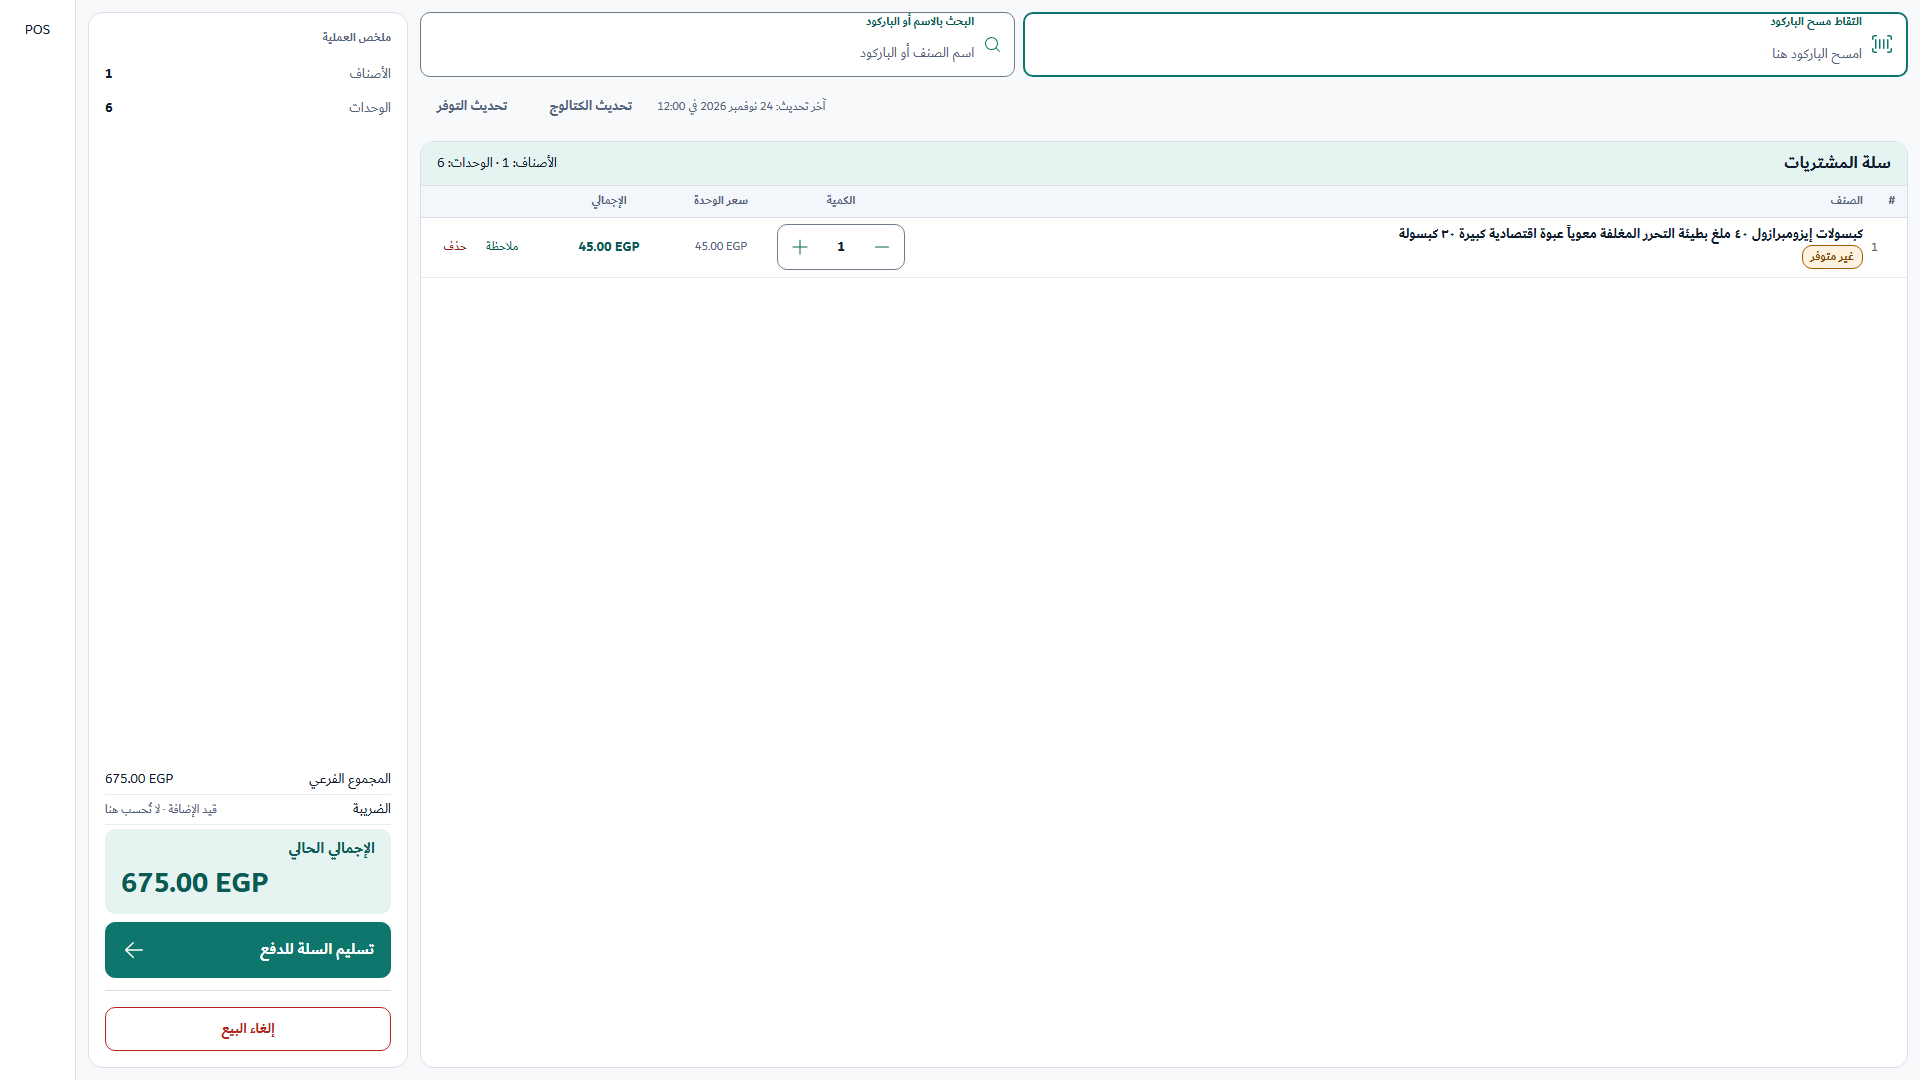 التقاط مسح الباركود
امسح الباركود هنا
البحث بالاسم أو الباركود
اسم الصنف أو الباركود
آخر تحديث: 24 نوفمبر 2026 في 12:00
تحديث الكتالوج
تحديث التوفر
سلة المشتريات
الأصناف: 1 · الوحدات: 6
# الصنف الكمية سعر الوحدة الإجمالي
1 كبسولات إيزومبرازول ٤٠ ملغ بطيئة التحرر المغلفة معوياً عبوة اقتصادية كبيرة ٣٠ كبسولة
غير متوفر
1 45.00 EGP 45.00 EGP ملاحظة حذف
ملخص العملية
الأصناف 1
الوحدات 6
المجموع الفرعي 675.00 EGP
الضريبة قيد الإضافة - لا تُحسب هنا
الإجمالي الحالي
675.00 EGP
تسليم السلة للدفع
إلغاء البيع
POS